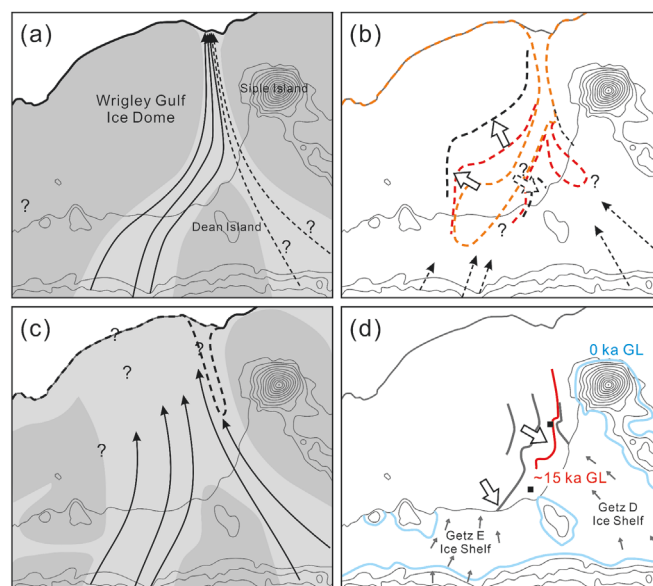 (a)
Wrigley Gulf
Ice Dome
Siple Island
?
Dean Island
?
?
(b)
?
?
?
(c)
?
?
?
?
(d)
0 ka GL
~15 ka GL
Getz D
Ice Shelf
Getz E
Ice Shelf